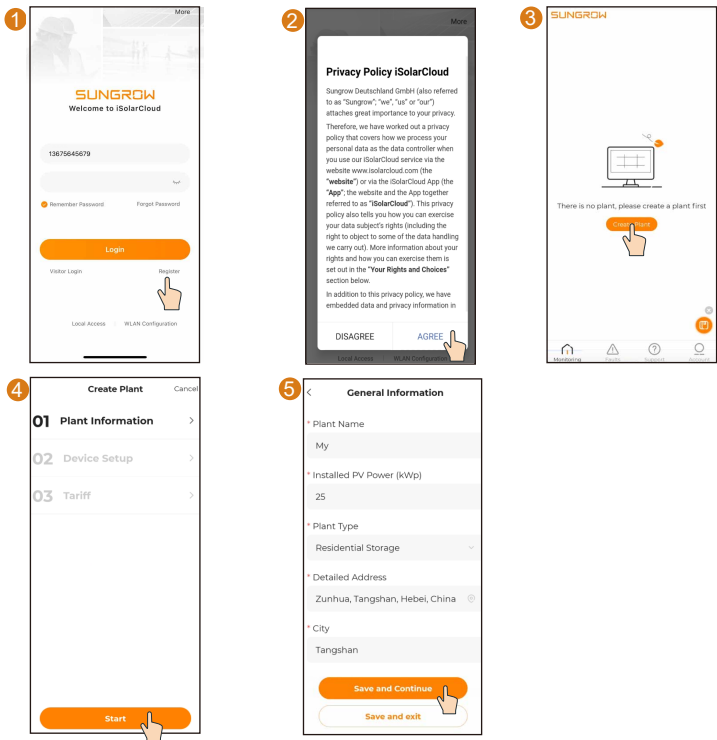 1
More
SUNGROW
Welcome to iSolarCloud
13675645679
Remember Password
Forgot Password
Login
Visitor Login
Register
Local Access
WLAN Configuration
2
More
Privacy Policy iSolarCloud
Sungrow Deutschland GmbH (also referred
to as "Sungrow"; "we", "us" or "our")
attaches great importance to your privacy.
Therefore, we have worked out a privacy
policy that covers how we process your
personal data as the data controller when
you use our iSolarCloud service via the
website www.isolarcloud.com (the
"website") or via the iSolarCloud App (the
"App"; the website and the App together
referred to as "iSolarCloud"). This privacy
policy also tells you how you can exercise
your data subject's rights (including the
right to object to some of the data handling
we carry out). More information about your
rights and how you can exercise them is
set out in the "Your Rights and Choices"
section below.
In addition to this privacy policy, we have
embedded data and privacy information in
DISAGREE
AGREE
Local Access
WLAN Configuration
3
SUNGROW
There is no plant, please create a plant first
Create Plant
Monitoring
Faults
Support
Account
4
Create Plant
Cancel
01 Plant Information
02 Device Setup
03 Tariff
Start
5
General Information
* Plant Name
My
* Installed PV Power (kWp)
25
* Plant Type
Residential Storage
* Detailed Address
Zunhua, Tangshan, Hebei, China
* City
Tangshan
Save and Continue
Save and exit